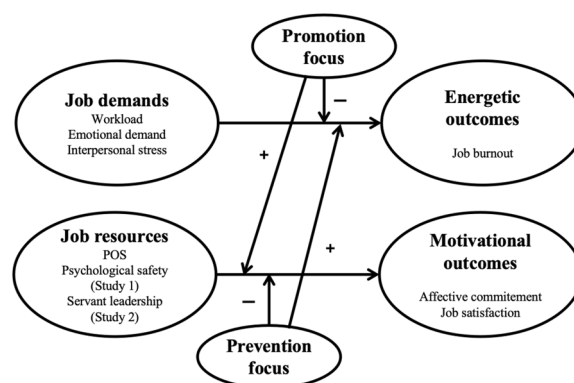 Promotion
focus
Job demands
Workload
Emotional demand
Interpersonal stress
–
Energetic
outcomes
Job burnout
+
Job resources
POS
Psychological safety
(Study 1)
Servant leadership
(Study 2)
+
–
Motivational
outcomes
Affective commitement
Job satisfaction
Prevention
focus